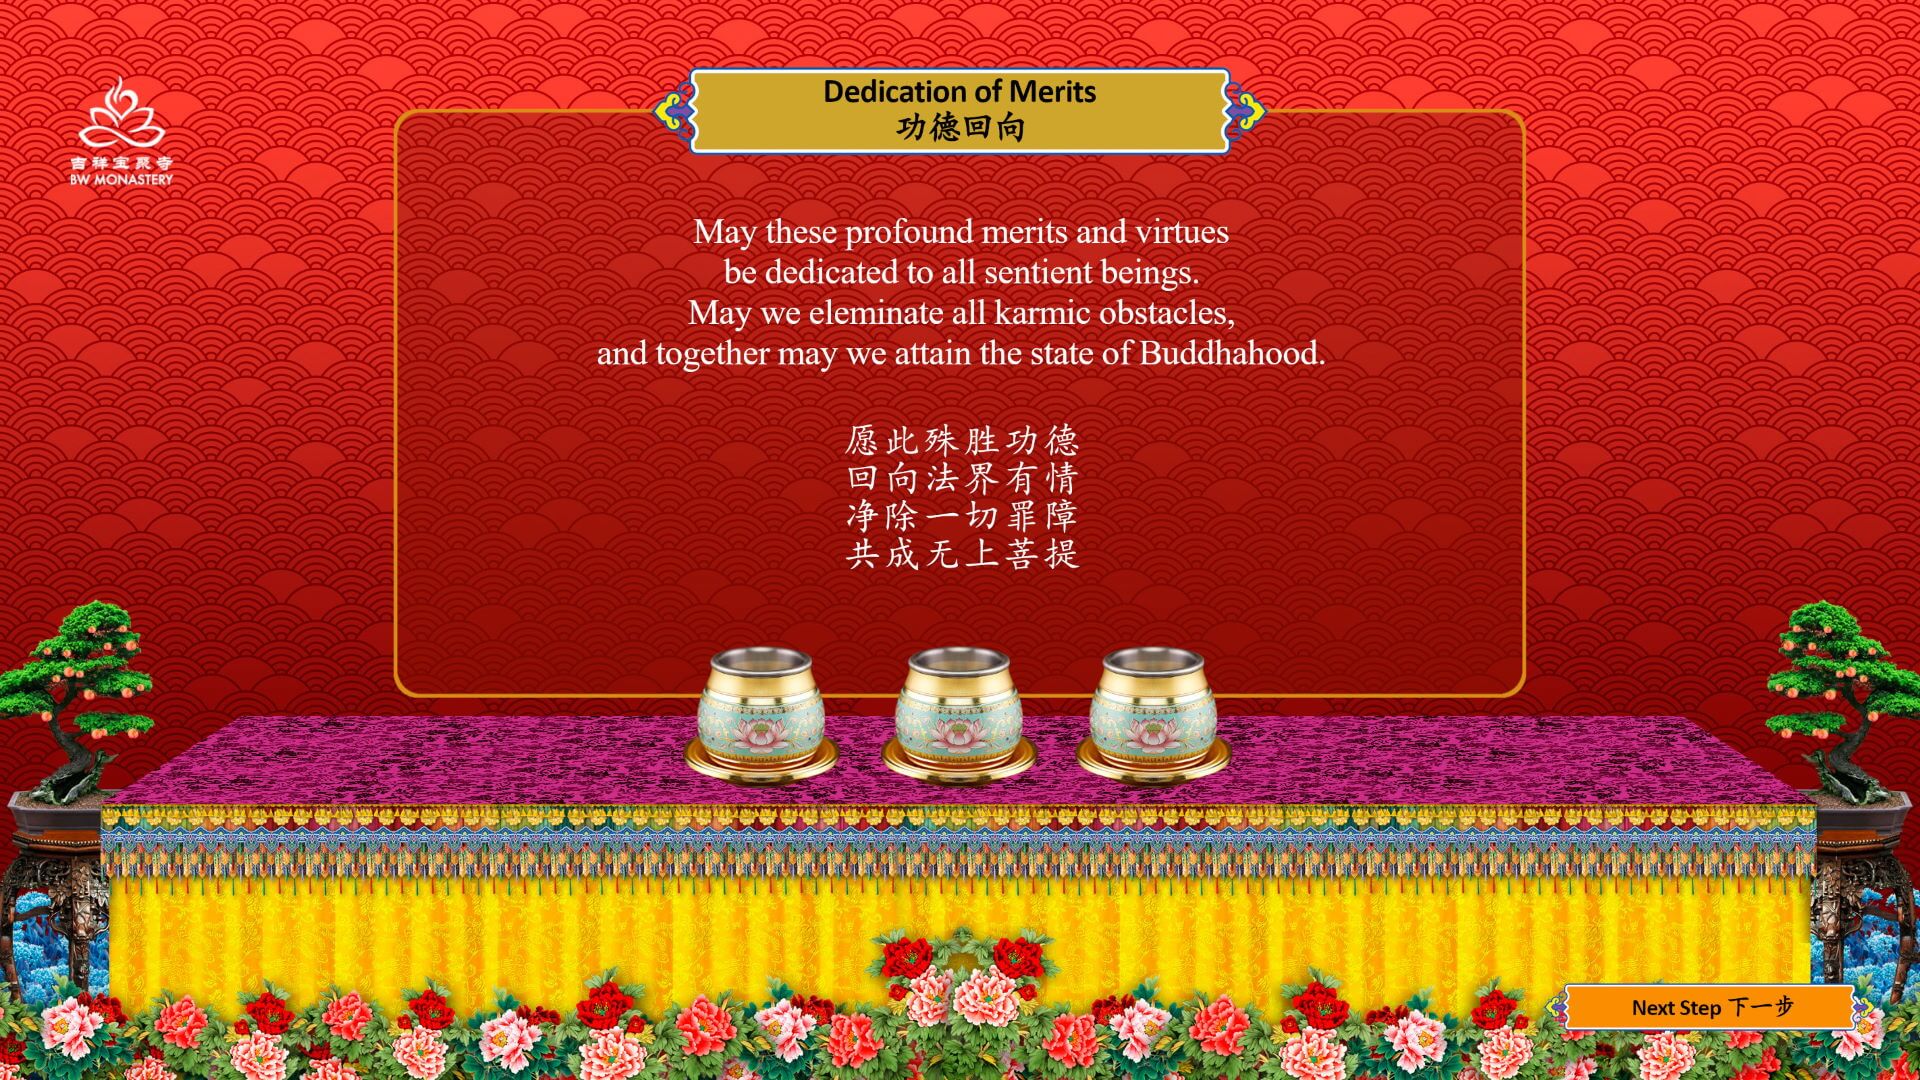 吉祥宝聚寺
BW MONASTERY
Dedication of Merits
功德回向
May these profound merits and virtues
be dedicated to all sentient beings.
May we eleminate all karmic obstacles,
and together may we attain the state of Buddhahood.
愿此殊胜功德
回向法界有情
净除一切罪障
共成无上菩提
Next Step 下一步